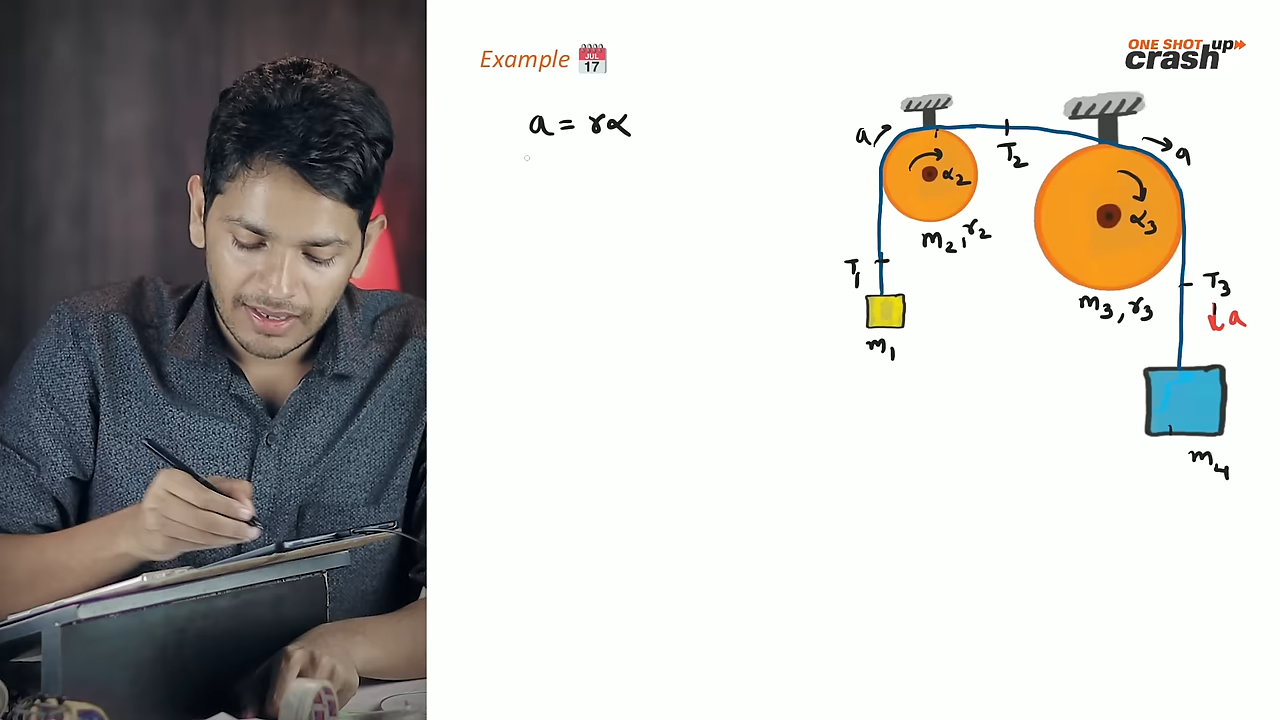 Example
JUL
17
ONE SHOT
crash up
a = rα
a
T2
a
α2
α3
m2, r2
T1
m3, r3
T3
a
m1
m4